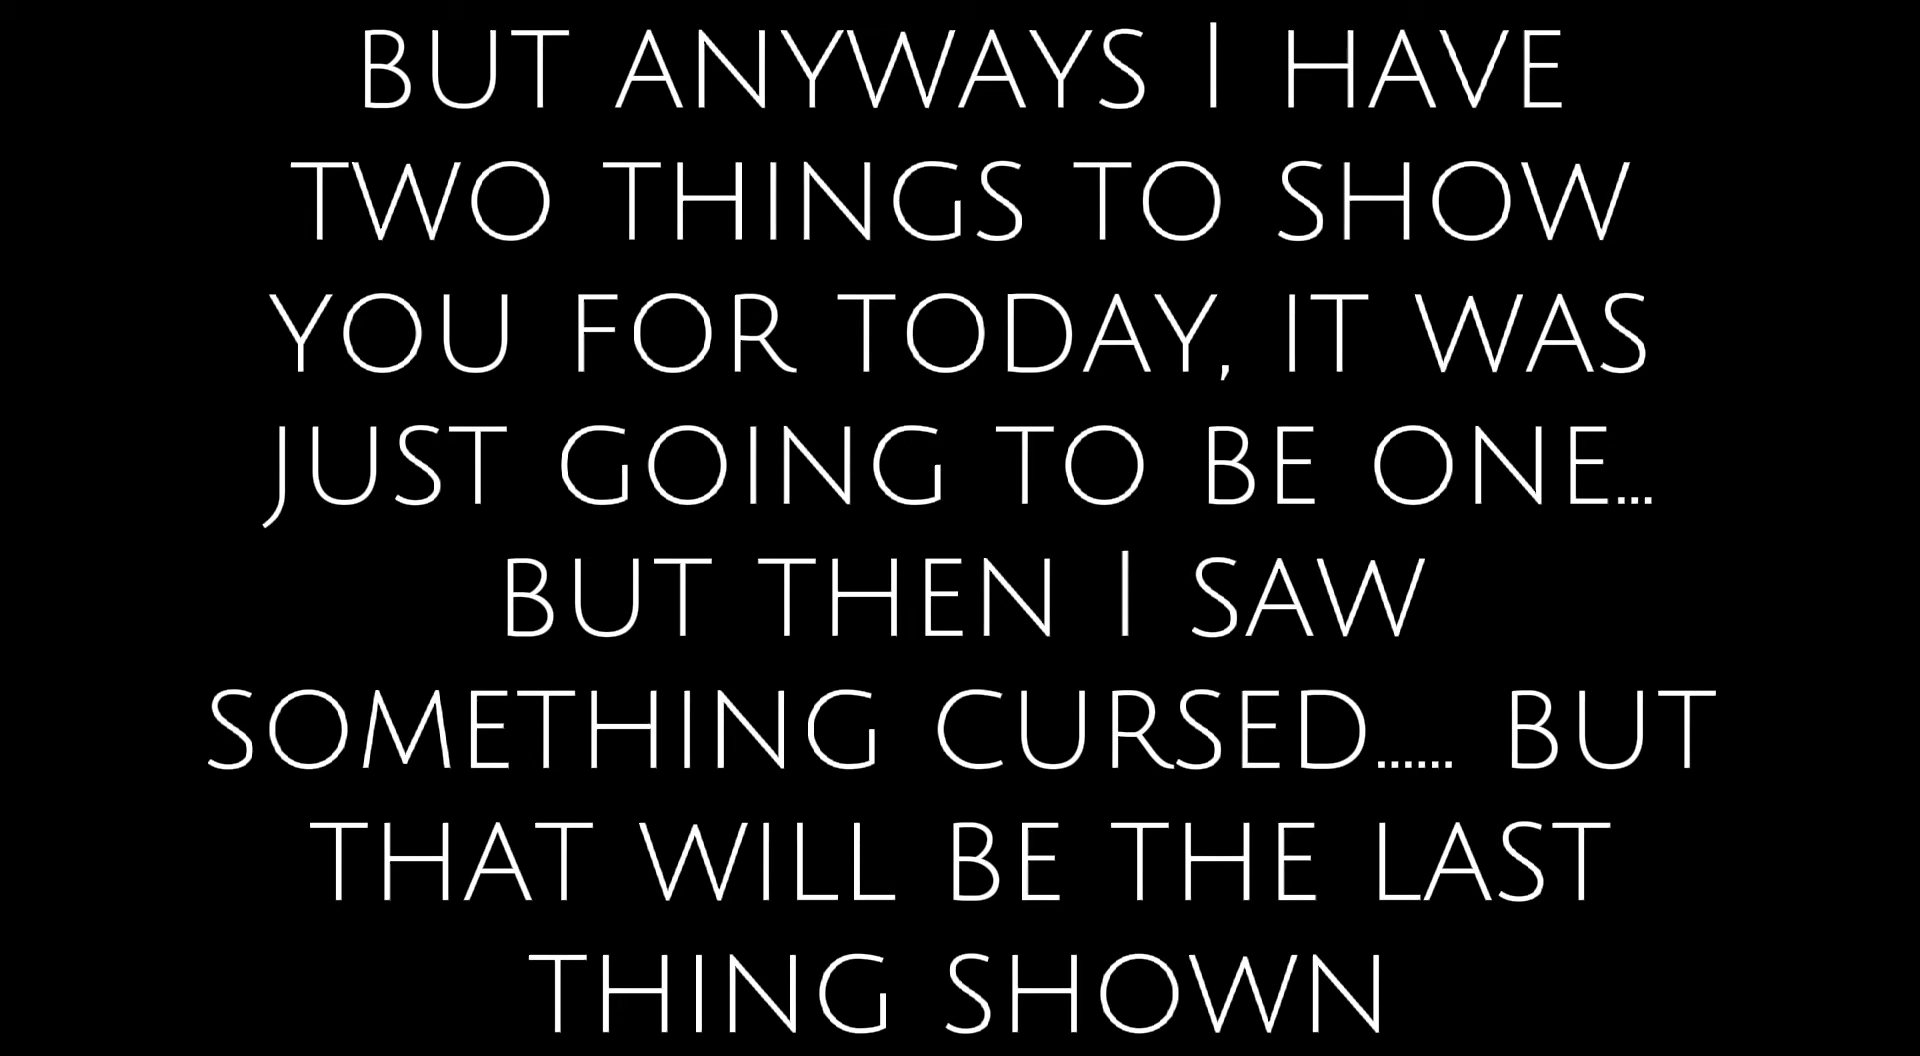 BUT ANYWAYS I HAVE
TWO THINGS TO SHOW
YOU FOR TODAY, IT WAS
JUST GOING TO BE ONE...
BUT THEN I SAW
SOMETHING CURSED...... BUT
THAT WILL BE THE LAST
THING SHOWN